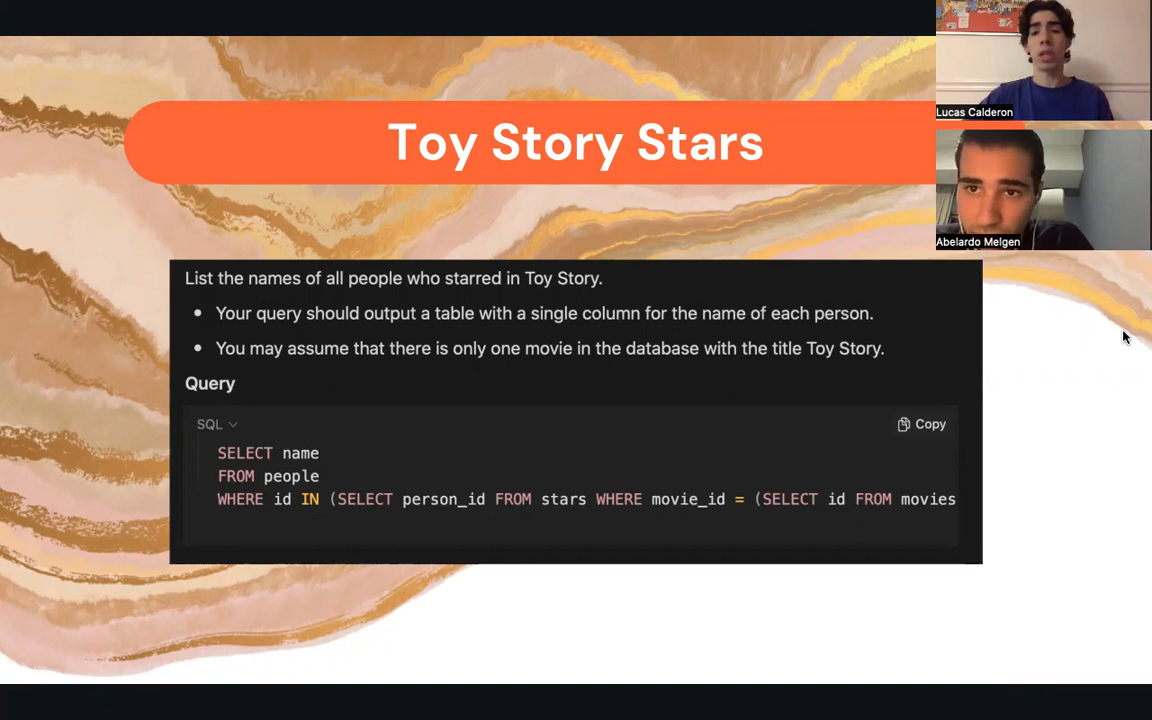 Toy Story Stars
Lucas Calderon
Abelardo Melgen
List the names of all people who starred in Toy Story.
• Your query should output a table with a single column for the name of each person.
• You may assume that there is only one movie in the database with the title Toy Story.
Query
SQL
Copy
SELECT name
FROM people
WHERE id IN (SELECT person_id FROM stars WHERE movie_id = (SELECT id FROM movies